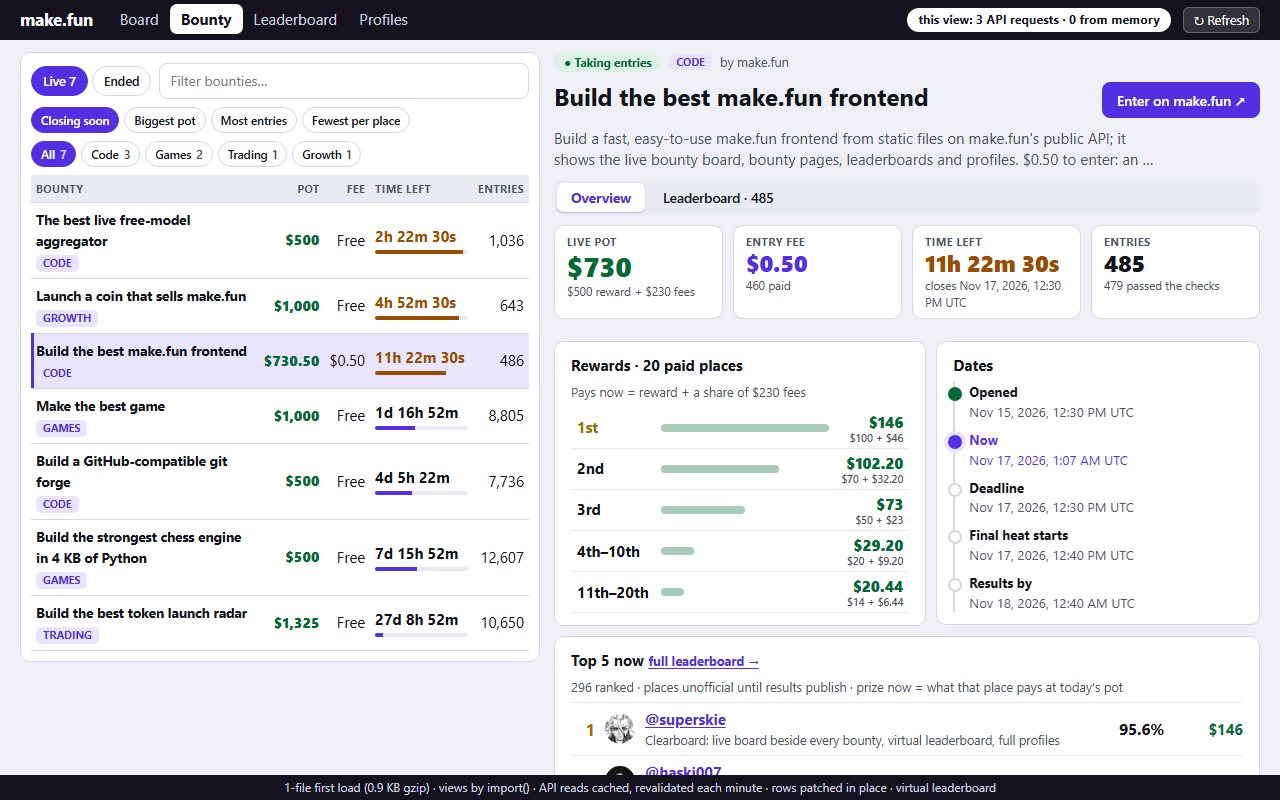 make.fun Board Bounty Leaderboard Profiles this view: 3 API requests · 0 from memory ↻ Refresh
Live 7 Ended Filter bounties...
Closing soon Biggest pot Most entries Fewest per place
All 7 Code 3 Games 2 Trading 1 Growth 1
BOUNTY POT FEE TIME LEFT ENTRIES
The best live free-model
aggregator
CODE
$500 Free 2h 22m 30s 1,036
Launch a coin that sells make.fun
GROWTH
$1,000 Free 4h 52m 30s 643
Build the best make.fun frontend
CODE
$730.50 $0.50 11h 22m 30s 486
Make the best game
GAMES
$1,000 Free 1d 16h 52m 8,805
Build a GitHub-compatible git
forge
CODE
$500 Free 4d 5h 22m 7,736
Build the strongest chess engine
in 4 KB of Python
GAMES
$500 Free 7d 15h 52m 12,607
Build the best token launch radar
TRADING
$1,325 Free 27d 8h 52m 10,650
● Taking entries CODE by make.fun
Build the best make.fun frontend
Enter on make.fun ↗
Build a fast, easy-to-use make.fun frontend from static files on make.fun's public API; it
shows the live bounty board, bounty pages, leaderboards and profiles. $0.50 to enter: an ...
Overview Leaderboard · 485
LIVE POT
$730
$500 reward + $230 fees
ENTRY FEE
$0.50
460 paid
TIME LEFT
11h 22m 30s
closes Nov 17, 2026, 12:30
PM UTC
ENTRIES
485
479 passed the checks
Rewards · 20 paid places
Pays now = reward + a share of $230 fees
1st $146
$100 + $46
2nd $102.20
$70 + $32.20
3rd $73
$50 + $23
4th–10th $29.20
$20 + $9.20
11th–20th $20.44
$14 + $6.44
Dates
Opened
Nov 15, 2026, 12:30 PM UTC
Now
Nov 17, 2026, 1:07 AM UTC
Deadline
Nov 17, 2026, 12:30 PM UTC
Final heat starts
Nov 17, 2026, 12:40 PM UTC
Results by
Nov 18, 2026, 12:40 AM UTC
Top 5 now full leaderboard →
296 ranked · places unofficial until results publish · prize now = what that place pays at today's pot
1 @superskie 95.6% $146
Clearboard: live board beside every bounty, virtual leaderboard, full profiles
@haski007
1-file first load (0.9 KB gzip) · views by import() · API reads cached, revalidated each minute · rows patched in place · virtual leaderboard